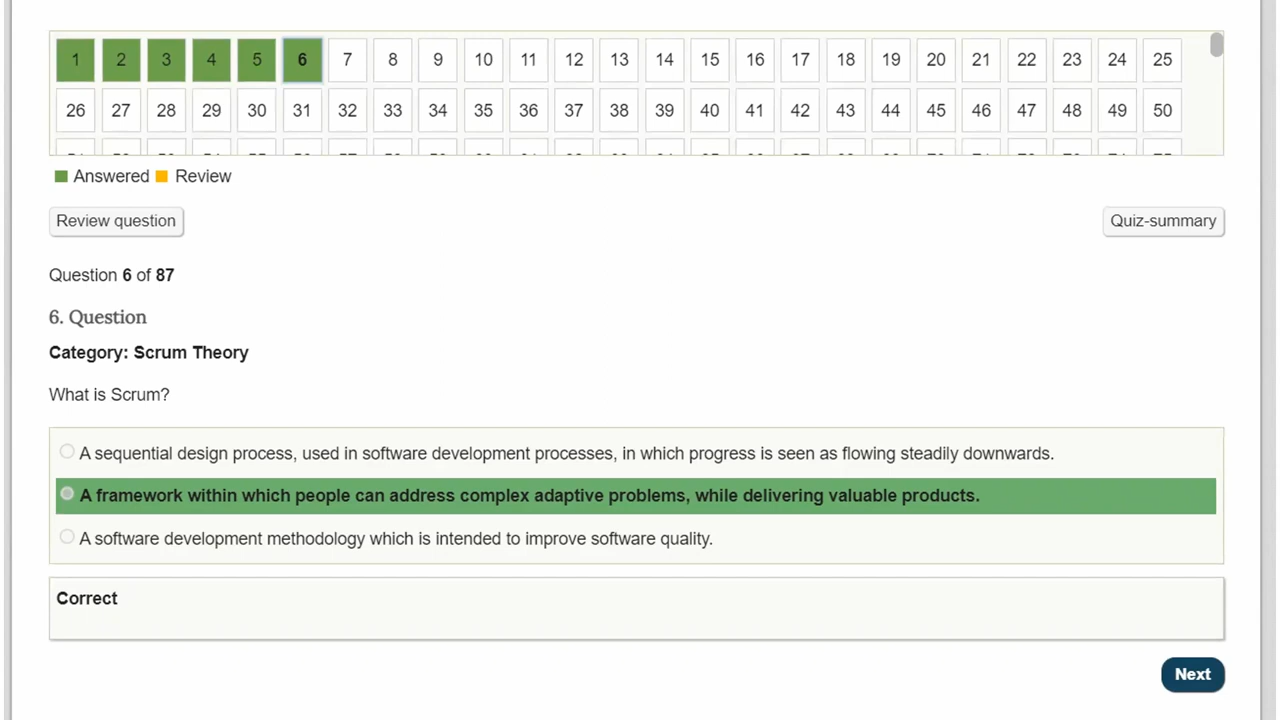 1 2 3 4 5 6 7 8 9 10 11 12 13 14 15 16 17 18 19 20 21 22 23 24 25
26 27 28 29 30 31 32 33 34 35 36 37 38 39 40 41 42 43 44 45 46 47 48 49 50
Answered Review
Review question Quiz-summary
Question 6 of 87
6. Question
Category: Scrum Theory
What is Scrum?
A sequential design process, used in software development processes, in which progress is seen as flowing steadily downwards.
A framework within which people can address complex adaptive problems, while delivering valuable products.
A software development methodology which is intended to improve software quality.
Correct
Next